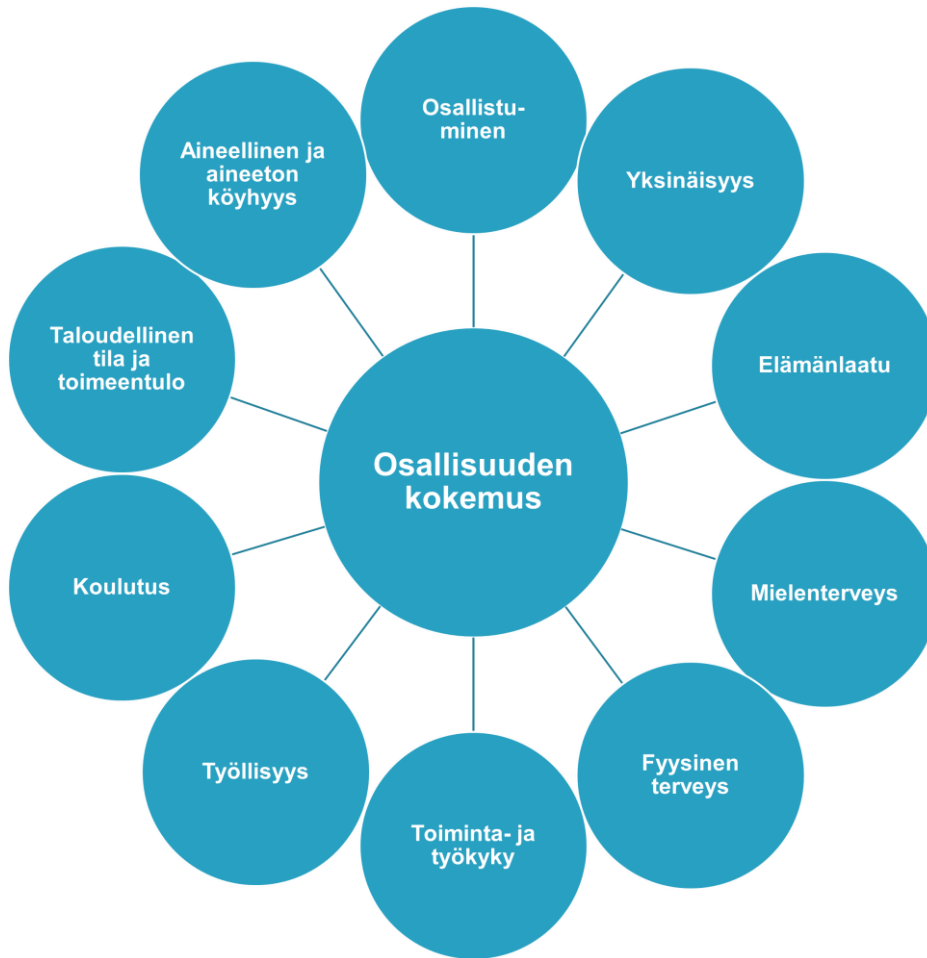 Osallistu-
minen
Yksinäisyys
Elämänlaatu
Mielenterveys
Fyysinen
terveys
Toiminta- ja
työkyky
Työllisyys
Koulutus
Taloudellinen
tila ja
toimeentulo
Aineellinen ja
aineeton
köyhyys
Osallisuuden
kokemus